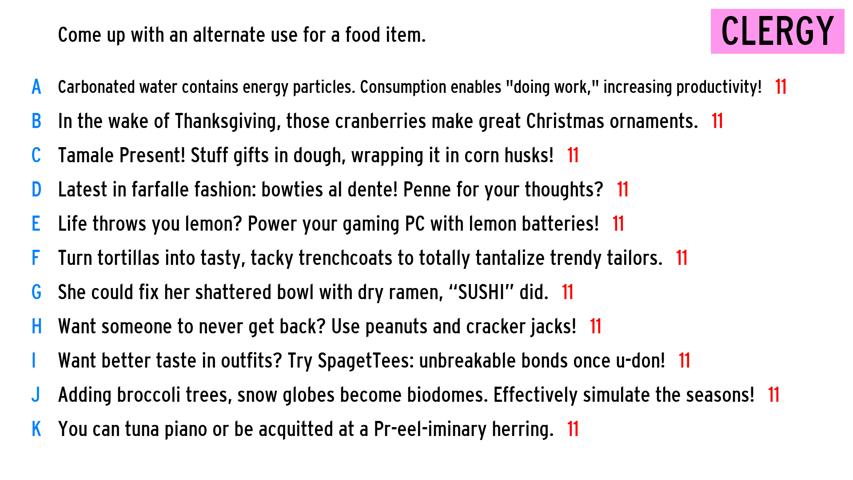 Come up with an alternate use for a food item.
CLERGY
A Carbonated water contains energy particles. Consumption enables "doing work," increasing productivity! 11
B In the wake of Thanksgiving, those cranberries make great Christmas ornaments. 11
C Tamale Present! Stuff gifts in dough, wrapping it in corn husks! 11
D Latest in farfalle fashion: bowties al dente! Penne for your thoughts? 11
E Life throws you lemon? Power your gaming PC with lemon batteries! 11
F Turn tortillas into tasty, tacky trenchcoats to totally tantalize trendy tailors. 11
G She could fix her shattered bowl with dry ramen, “SUSHI” did. 11
H Want someone to never get back? Use peanuts and cracker jacks! 11
I Want better taste in outfits? Try SpagetTees: unbreakable bonds once u-don! 11
J Adding broccoli trees, snow globes become biodomes. Effectively simulate the seasons! 11
K You can tuna piano or be acquitted at a Pr-eel-iminary herring. 11